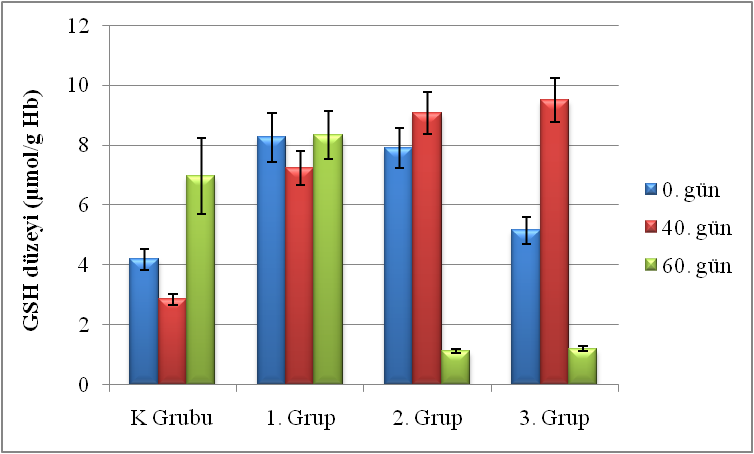 GSH düzeyi (µmol/g Hb)
12
10
8
6
4
2
0
K Grubu
1. Grup
2. Grup
3. Grup
0. gün
40. gün
60. gün